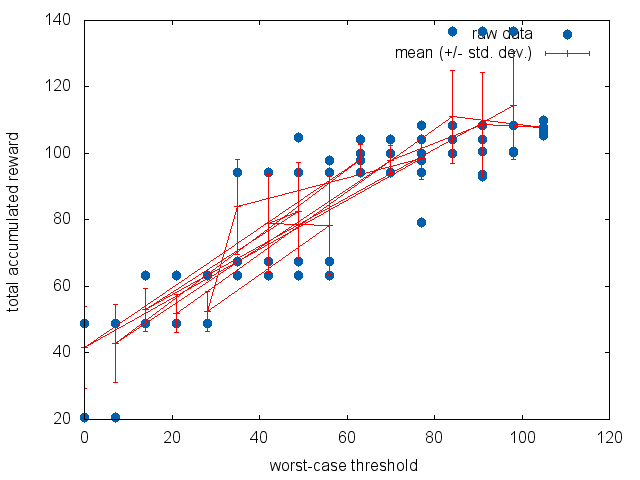 140
120
100
80
60
40
20
total accumulated reward
raw data
mean (+/- std. dev.)
0 20 40 60 80 100 120
worst-case threshold